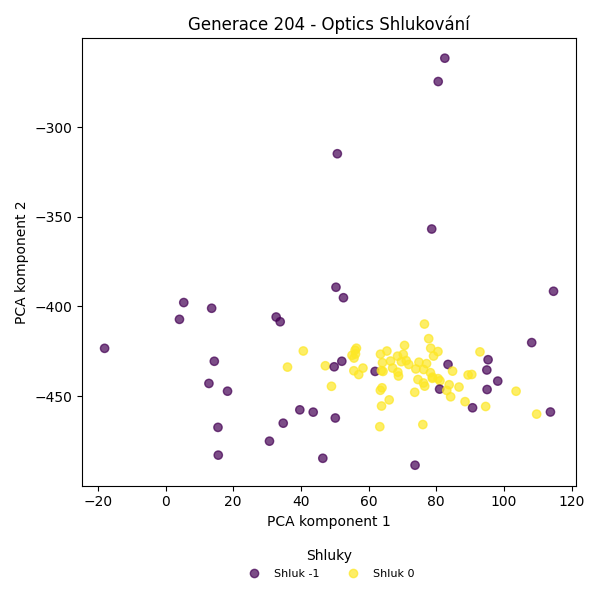 Generace 204 - Optics Shlukování
PCA komponent 2
−300
−350
−400
−450
−20
0
20
40
60
80
100
120
PCA komponent 1
Shluky
Shluk -1
Shluk 0